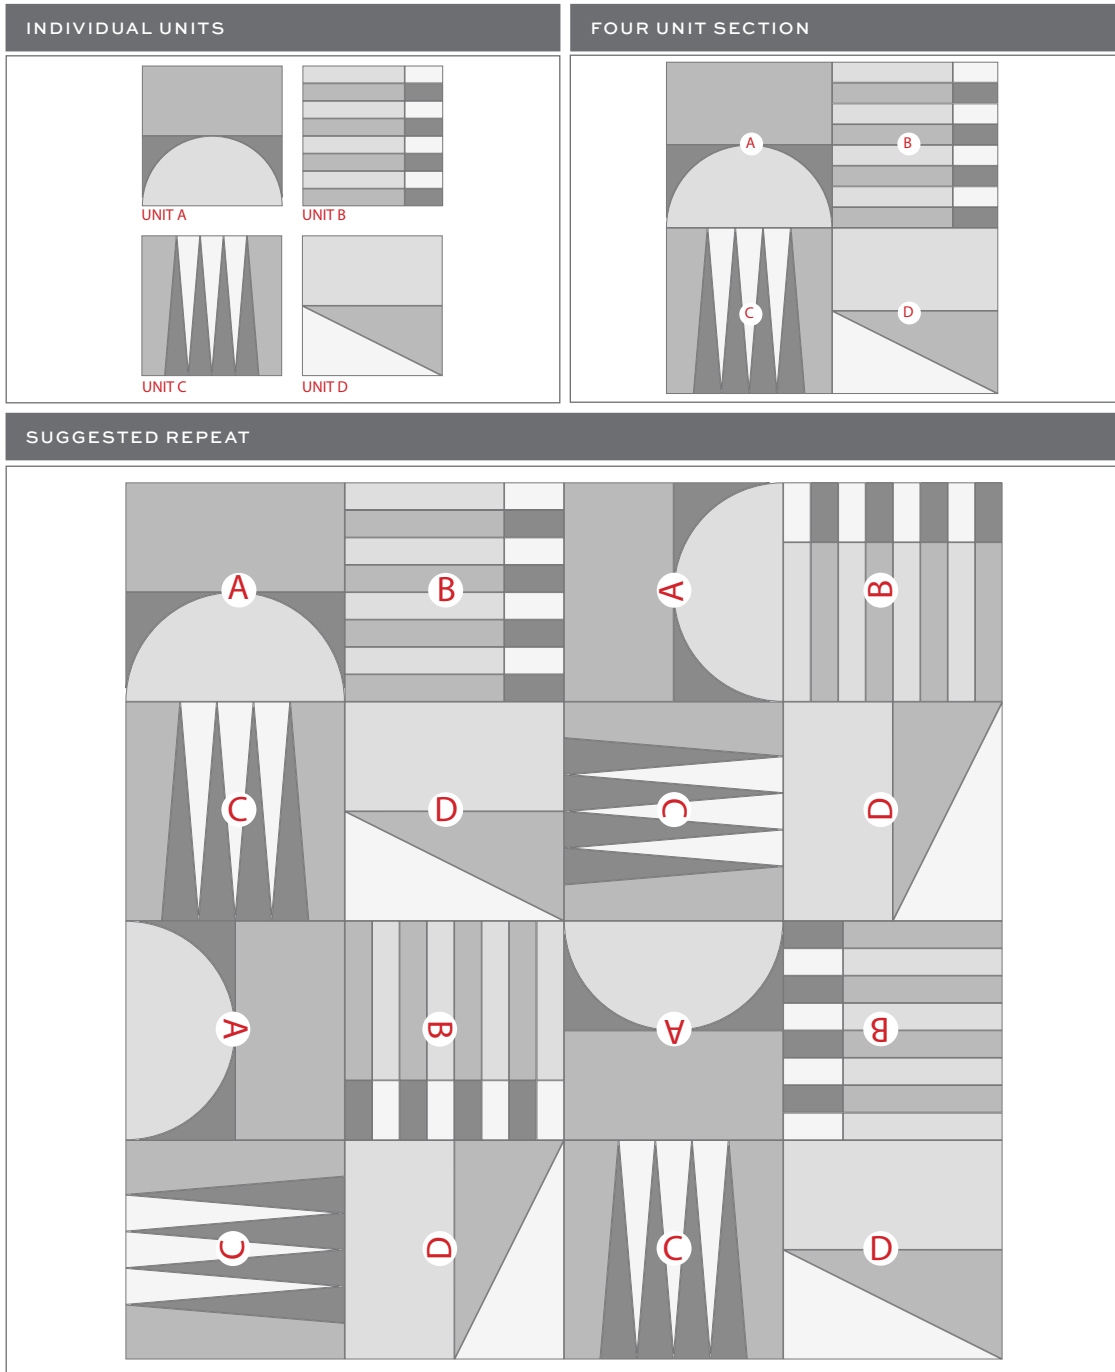 INDIVIDUAL UNITS
FOUR UNIT SECTION
UNIT A
UNIT B
UNIT C
UNIT D
A
B
C
D
SUGGESTED REPEAT
A
B
A
B
C
D
C
D
A
B
A
B
C
D
C
D